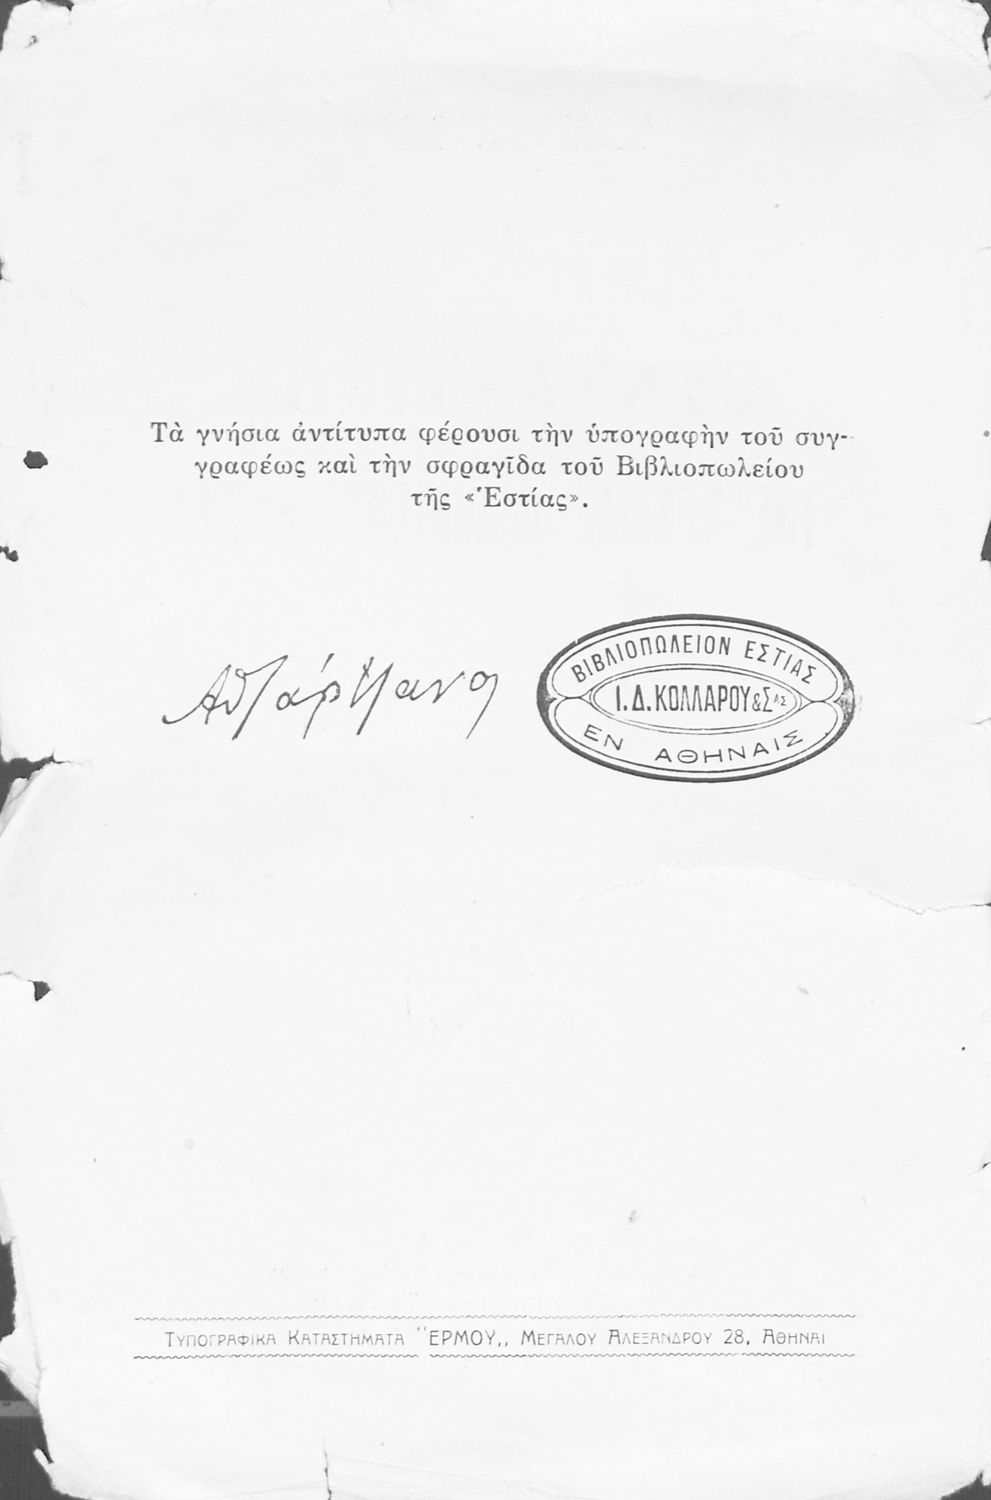 Τὰ γνήσια ἀντίτυπα φέρουσι τὴν ὑπογραφὴν τοῦ συγ-
γραφέως καὶ τὴν σφραγῖδα τοῦ Βιβλιοπωλείου
τῆς «Ἑστίας».
ΒΙΒΛΙΟΠΩΛΕΙΟΝ ΕΣΤΙΑΣ
Ι.Δ. ΚΟΛΛΑΡΟΥ & ΣΑΣ
ΕΝ ΑΘΗΝΑΙΣ
ΤΥΠΟΓΡΑΦΙΚΑ ΚΑΤΑΣΤΗΜΑΤΑ "ΕΡΜΟΥ,, ΜΕΓΑΛΟΥ ΑΛΕΞΑΝΔΡΟΥ 28, ΑΘΗΝΑΙ